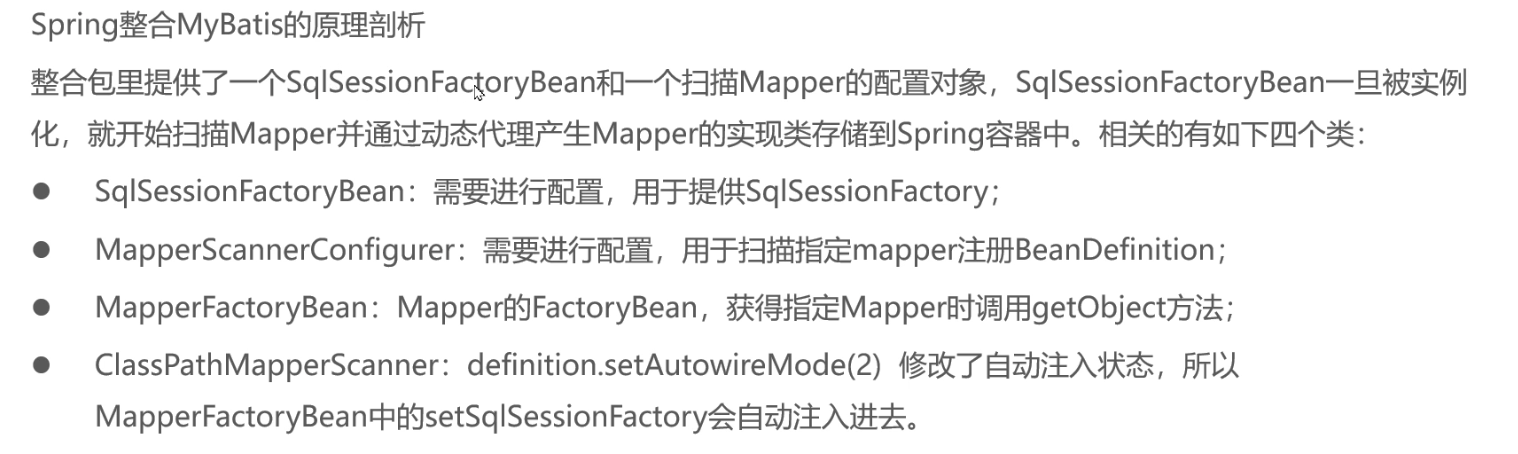 Spring整合MyBatis的原理剖析
整合包里提供了一个SqlSessionFactoryBean和一个扫描Mapper的配置对象，SqlSessionFactoryBean一旦被实例
化，就开始扫描Mapper并通过动态代理产生Mapper的实现类存储到Spring容器中。相关的有如下四个类：
● SqlSessionFactoryBean：需要进行配置，用于提供SqlSessionFactory；
● MapperScannerConfigurer：需要进行配置，用于扫描指定mapper注册BeanDefinition；
● MapperFactoryBean：Mapper的FactoryBean，获得指定Mapper时调用getObject方法；
● ClassPathMapperScanner：definition.setAutowireMode(2) 修改了自动注入状态，所以
MapperFactoryBean中的setSqlSessionFactory会自动注入进去。